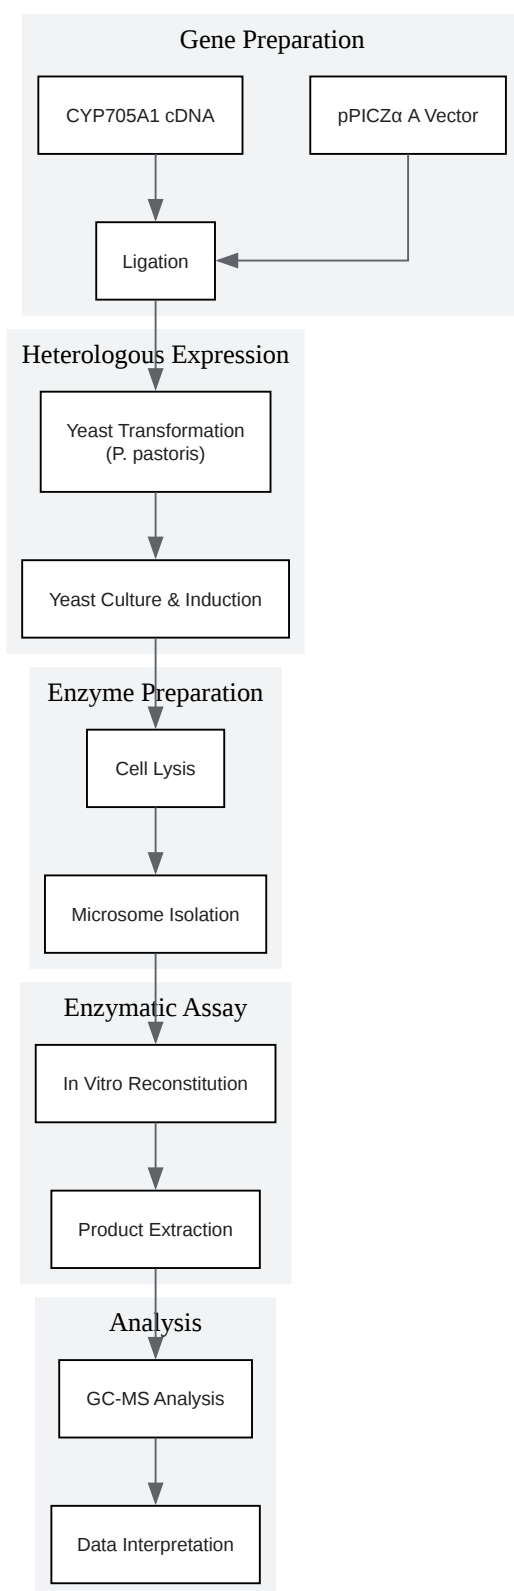 Gene Preparation
CYP705A1 cDNA
pPICZα A Vector
Ligation
Heterologous Expression
Yeast Transformation
(P. pastoris)
Yeast Culture & Induction
Enzyme Preparation
Cell Lysis
Microsome Isolation
Enzymatic Assay
In Vitro Reconstitution
Product Extraction
Analysis
GC-MS Analysis
Data Interpretation